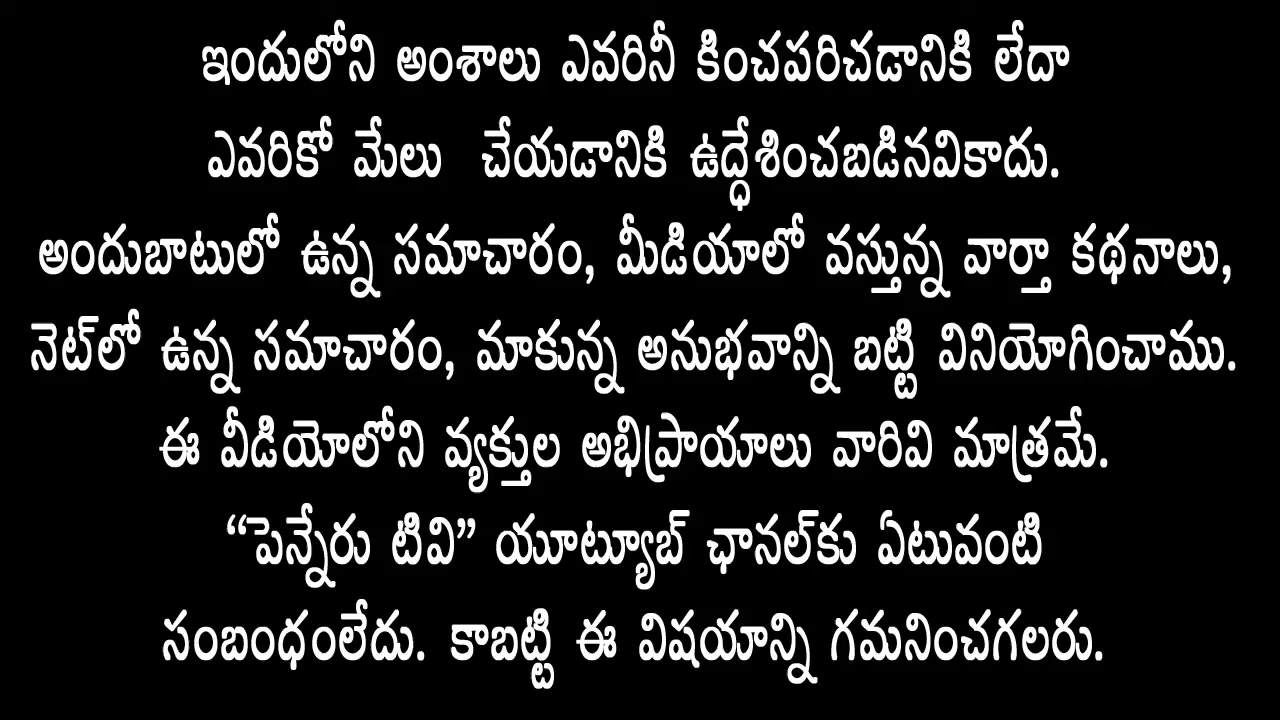 ఇందులోని అంశాలు ఎవరినీ కించపరిచడానికి లేదా
ఎవరికో మేలు చేయడానికి ఉద్ధేశించబడినవికాదు.
అందుబాటులో ఉన్న సమాచారం, మీడియాలో వస్తున్న వార్తా కథనాలు,
నెట్‌లో ఉన్న సమాచారం, మాకున్న అనుభవాన్ని బట్టి వినియోగించాము.
ఈ వీడియోలోని వ్యక్తుల అభిప్రాయాలు వారివి మాత్రమే.
“పెన్నేరు టివి” యూట్యూబ్ ఛానల్‌కు ఏటువంటి
సంబంధంలేదు. కాబట్టి ఈ విషయాన్ని గమనించగలరు.